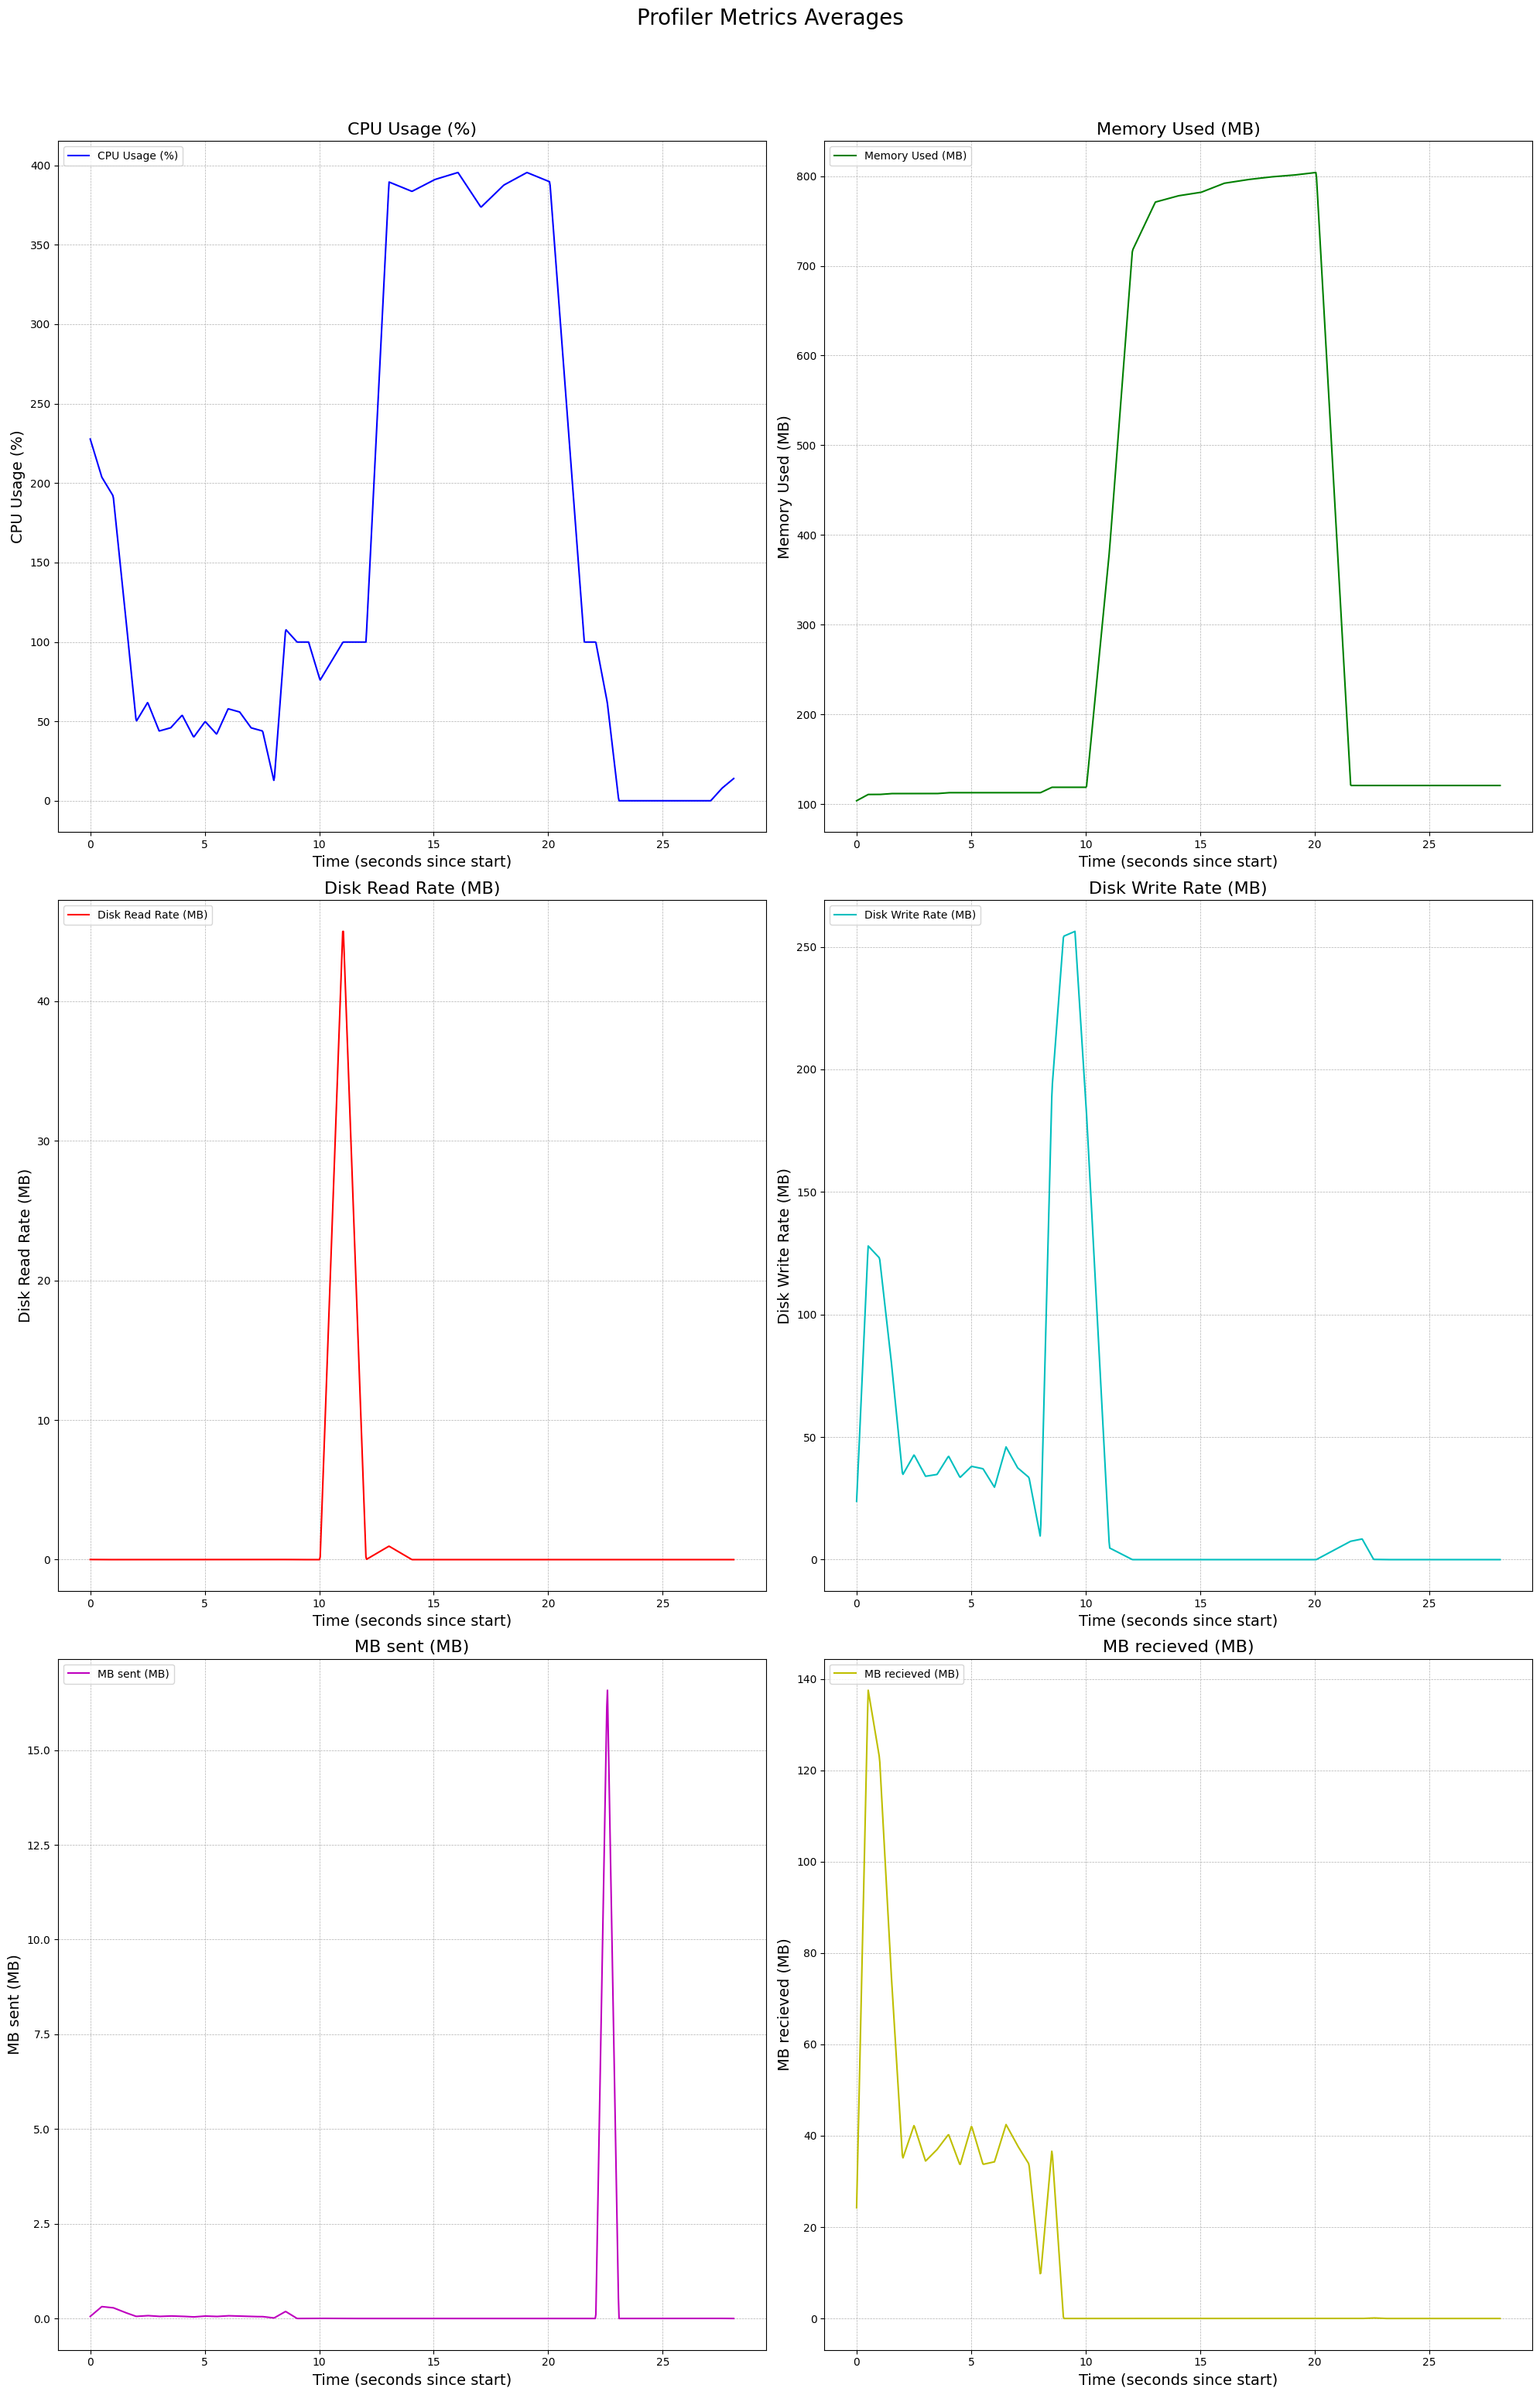 Profiler Metrics Averages
CPU Usage (%)
CPU Usage (%)
CPU Usage (%)
400
350
300
250
200
150
100
50
0
0 5 10 15 20 25
Time (seconds since start)
Memory Used (MB)
Memory Used (MB)
Memory Used (MB)
800
700
600
500
400
300
200
100
0 5 10 15 20 25
Time (seconds since start)
Disk Read Rate (MB)
Disk Read Rate (MB)
Disk Read Rate (MB)
40
30
20
10
0
0 5 10 15 20 25
Time (seconds since start)
Disk Write Rate (MB)
Disk Write Rate (MB)
Disk Write Rate (MB)
250
200
150
100
50
0
0 5 10 15 20 25
Time (seconds since start)
MB sent (MB)
MB sent (MB)
MB sent (MB)
15.0
12.5
10.0
7.5
5.0
2.5
0.0
0 5 10 15 20 25
Time (seconds since start)
MB recieved (MB)
MB recieved (MB)
MB recieved (MB)
140
120
100
80
60
40
20
0
0 5 10 15 20 25
Time (seconds since start)